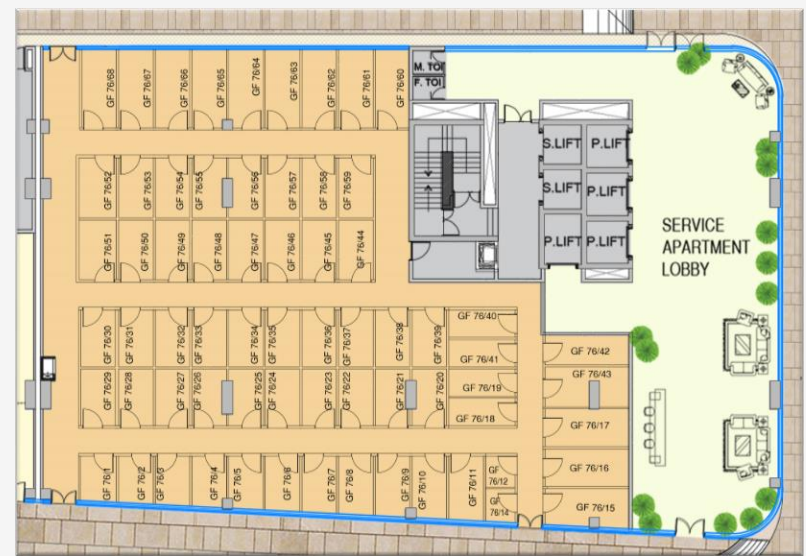 GF 76/68
GF 76/67
GF 76/66
GF 76/65
GF 76/64
GF 76/63
GF 76/62
GF 76/61
GF 76/60
M. TOI
F. TOI
S.LIFT
P.LIFT
S.LIFT
P.LIFT
P.LIFT
P.LIFT
SERVICE
APARTMENT
LOBBY
GF 76/52
GF 76/53
GF 76/54
GF 76/55
GF 76/56
GF 76/57
GF 76/58
GF 76/59
GF 76/51
GF 76/50
GF 76/49
GF 76/48
GF 76/47
GF 76/46
GF 76/45
GF 76/44
GF 76/30
GF 76/31
GF 76/32
GF 76/33
GF 76/34
GF 76/35
GF 76/36
GF 76/37
GF 76/38
GF 76/39
GF 76/40
GF 76/41
GF 76/42
GF 76/43
GF 76/29
GF 76/28
GF 76/27
GF 76/26
GF 76/25
GF 76/24
GF 76/23
GF 76/22
GF 76/21
GF 76/20
GF 76/19
GF 76/18
GF 76/17
GF 76/16
GF 76/15
GF 76/1
GF 76/2
GF 76/3
GF 76/4
GF 76/5
GF 76/6
GF 76/7
GF 76/8
GF 76/9
GF 76/10
GF 76/11
GF
76/12
GF
76/14